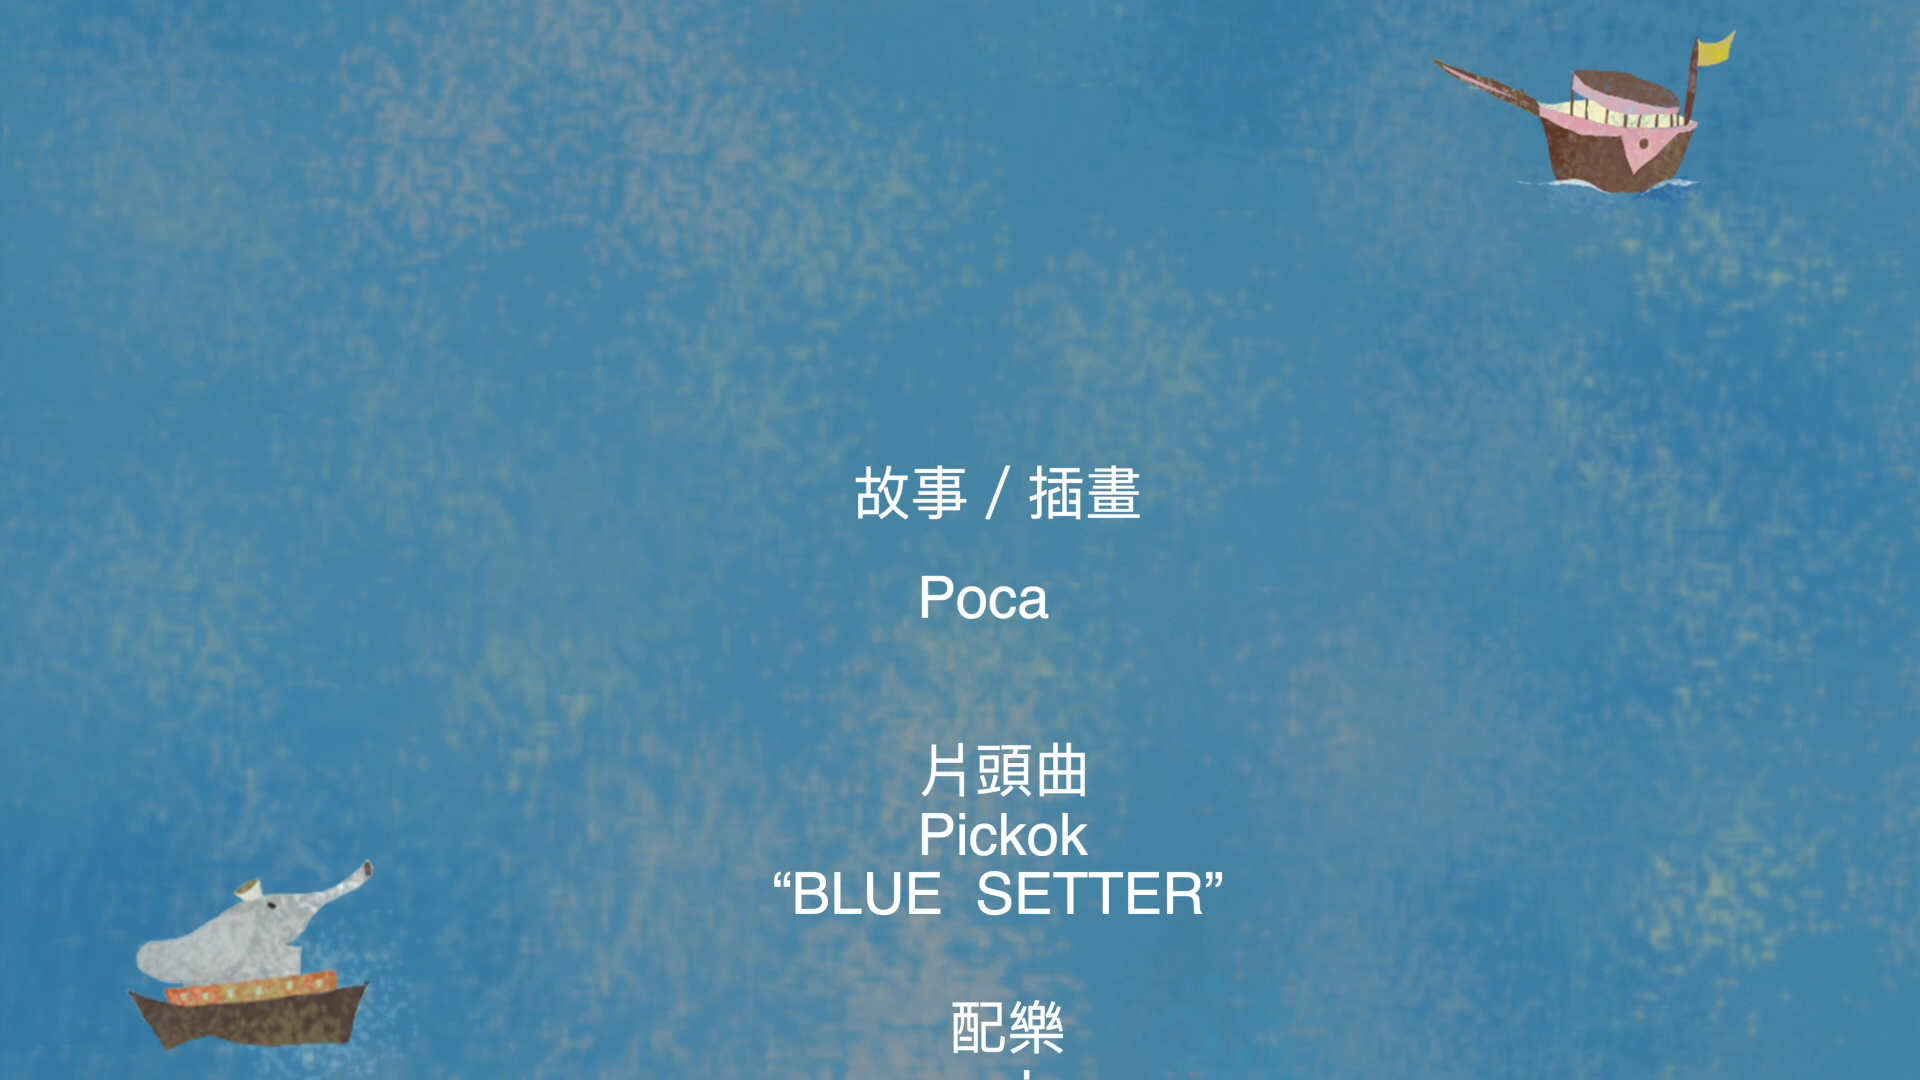 故事 / 插畫
Poca
片頭曲
Pickok
“BLUE SETTER”
配樂